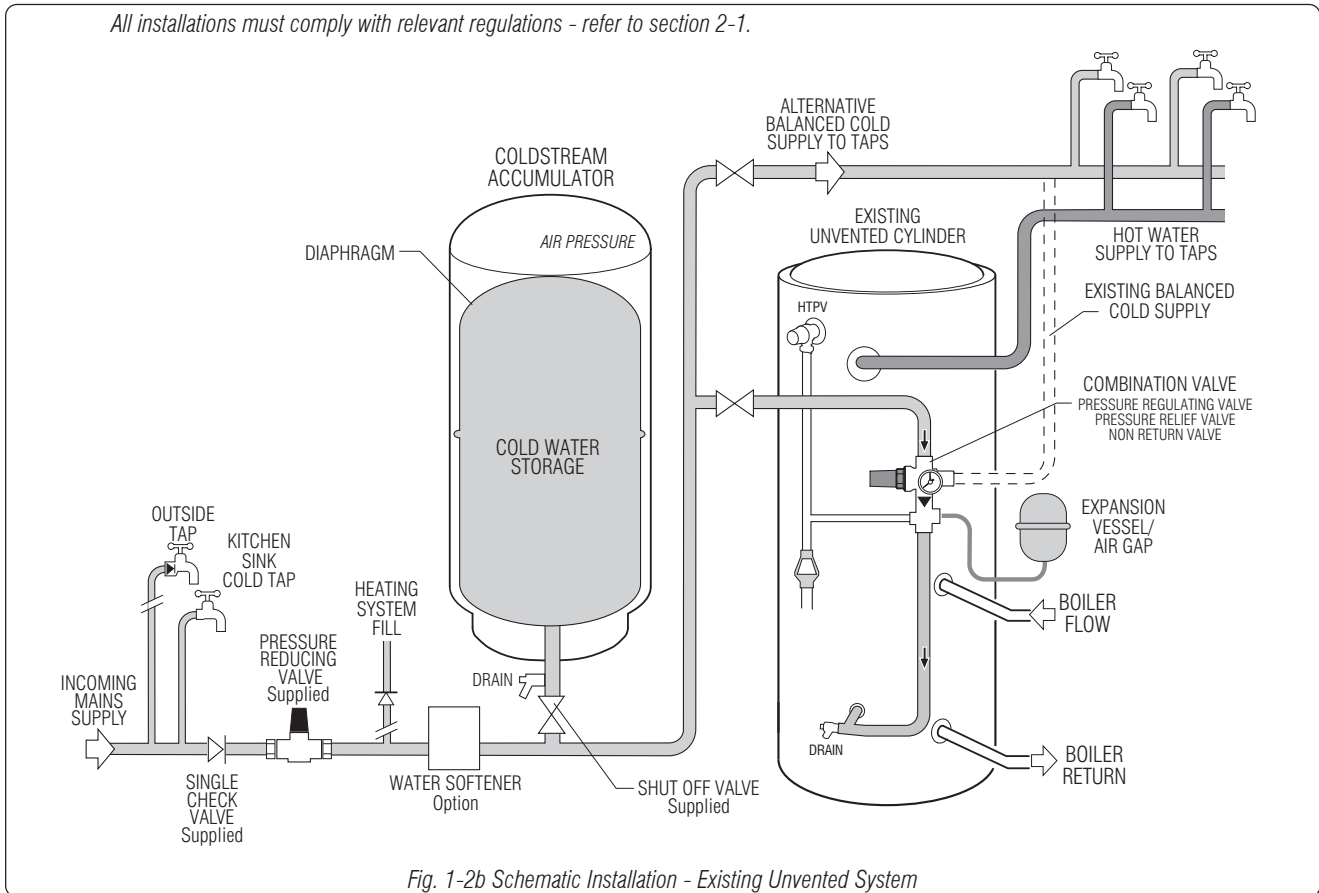 All installations must comply with relevant regulations - refer to section 2-1.
ALTERNATIVE
BALANCED COLD
SUPPLY TO TAPS
COLDSTREAM
ACCUMULATOR
AIR PRESSURE
DIAPHRAGM
EXISTING
UNVENTED CYLINDER
HOT WATER
SUPPLY TO TAPS
HTPV
EXISTING BALANCED
COLD SUPPLY
COMBINATION VALVE
PRESSURE REGULATING VALVE
PRESSURE RELIEF VALVE
NON RETURN VALVE
COLD WATER
STORAGE
EXPANSION
VESSEL/
AIR GAP
OUTSIDE
TAP
KITCHEN
SINK
COLD TAP
HEATING
SYSTEM
FILL
PRESSURE
REDUCING
VALVE
Supplied
BOILER
FLOW
INCOMING
MAINS
SUPPLY
DRAIN
DRAIN
BOILER
RETURN
SINGLE
CHECK
VALVE
Supplied
WATER SOFTENER
Option
SHUT OFF VALVE
Supplied
Fig. 1-2b Schematic Installation - Existing Unvented System